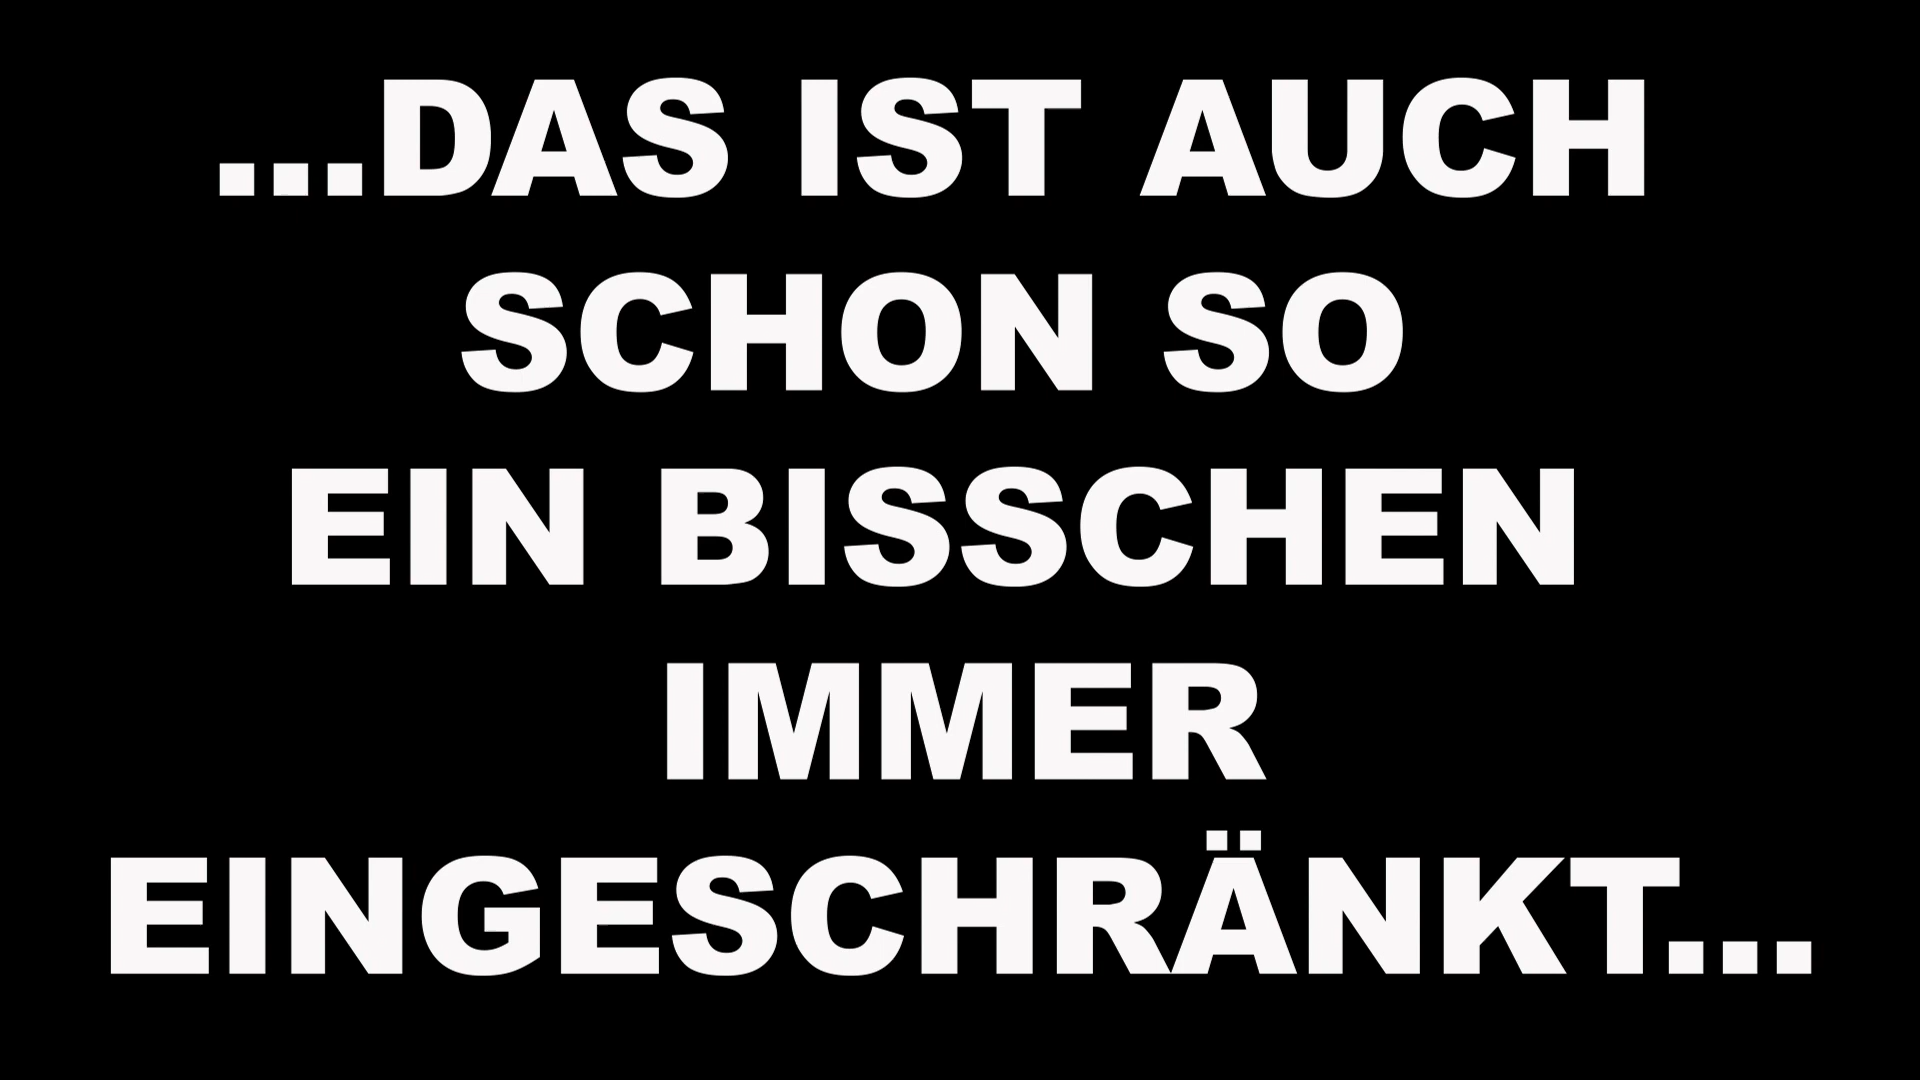 ...DAS IST AUCH
SCHON SO
EIN BISSCHEN
IMMER
EINGESCHRÄNKT...